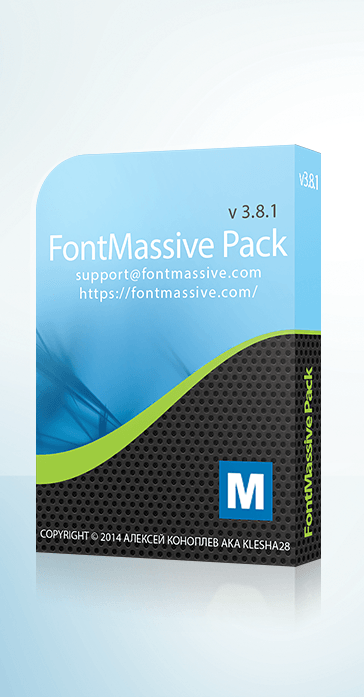 v 3.8.1
FontMassive Pack
support@fontmassive.com
https://fontmassive.com/
M
COPYRIGHT © 2014 АЛЕКСЕЙ КОНОПЛЕВ AKA KLESHA28
v3.8.1
FontMassive Pack